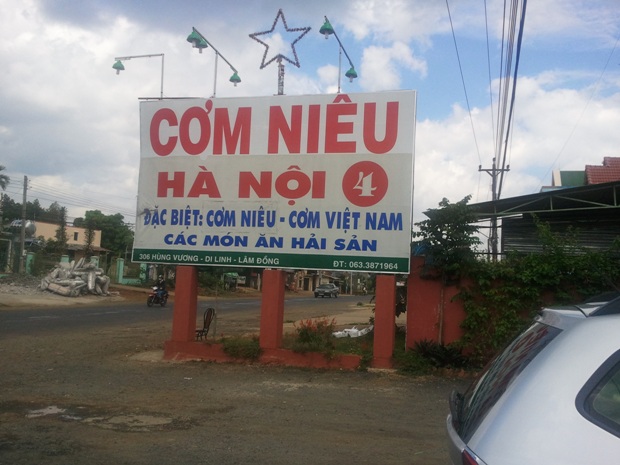 CƠM NIÊU
HÀ NỘI 4
ĐẶC BIỆT: CƠM NIÊU - CƠM VIỆT NAM
CÁC MÓN ĂN HẢI SẢN
306 HÙNG VƯƠNG - DI LINH - LÂM ĐỒNG ĐT: 063.3871964